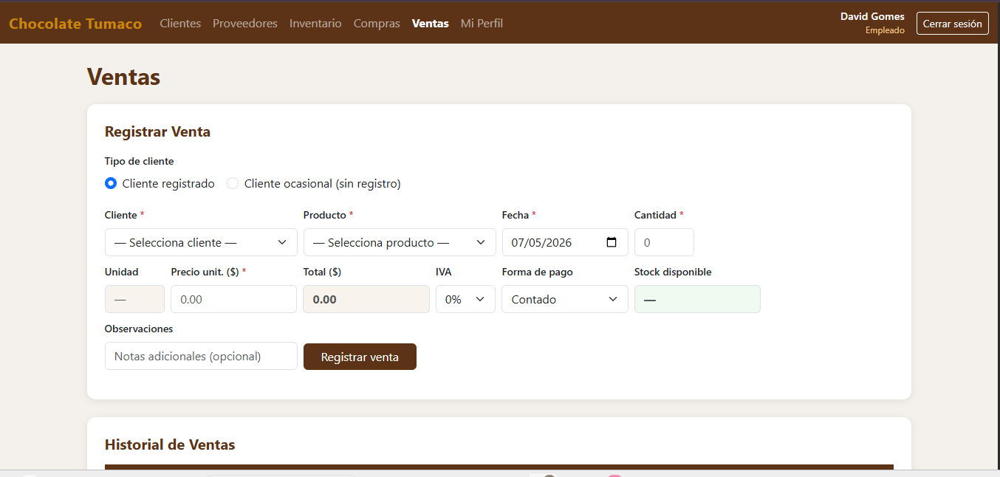 Chocolate Tumaco Clientes Proveedores Inventario Compras Ventas Mi Perfil David Gomes Cerrar sesión
Empleado
Ventas
Registrar Venta
Tipo de cliente
Cliente registrado Cliente ocasional (sin registro)
Cliente * Producto * Fecha * Cantidad *
— Selecciona cliente — — Selecciona producto — 07/05/2026 0
Unidad Precio unit. ($) * Total ($) IVA Forma de pago Stock disponible
— 0.00 0.00 0% Contado —
Observaciones
Notas adicionales (opcional) Registrar venta
Historial de Ventas